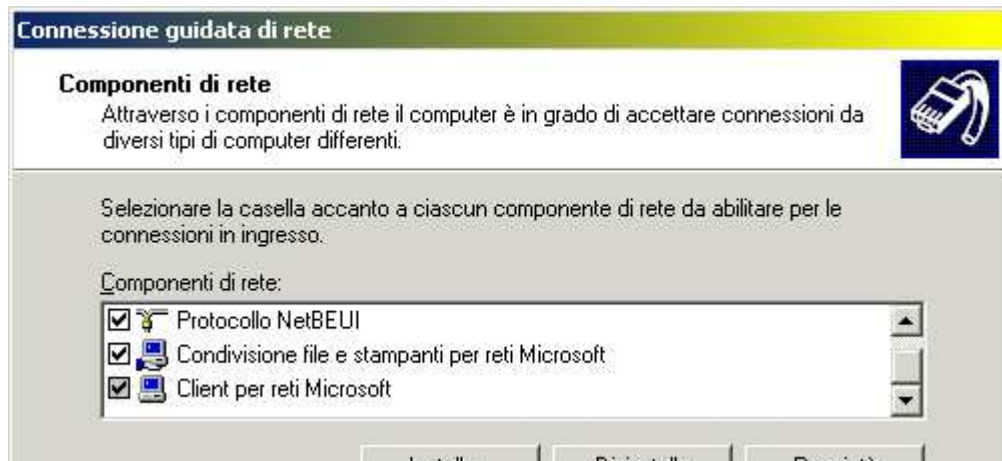 Connessione guidata di rete
Componenti di rete
Attraverso i componenti di rete il computer è in grado di accettare connessioni da
diversi tipi di computer differenti.
Selezionare la casella accanto a ciascun componente di rete da abilitare per le
connessioni in ingresso.
Componenti di rete:
Protocollo NetBEUI
Condivisione file e stampanti per reti Microsoft
Client per reti Microsoft